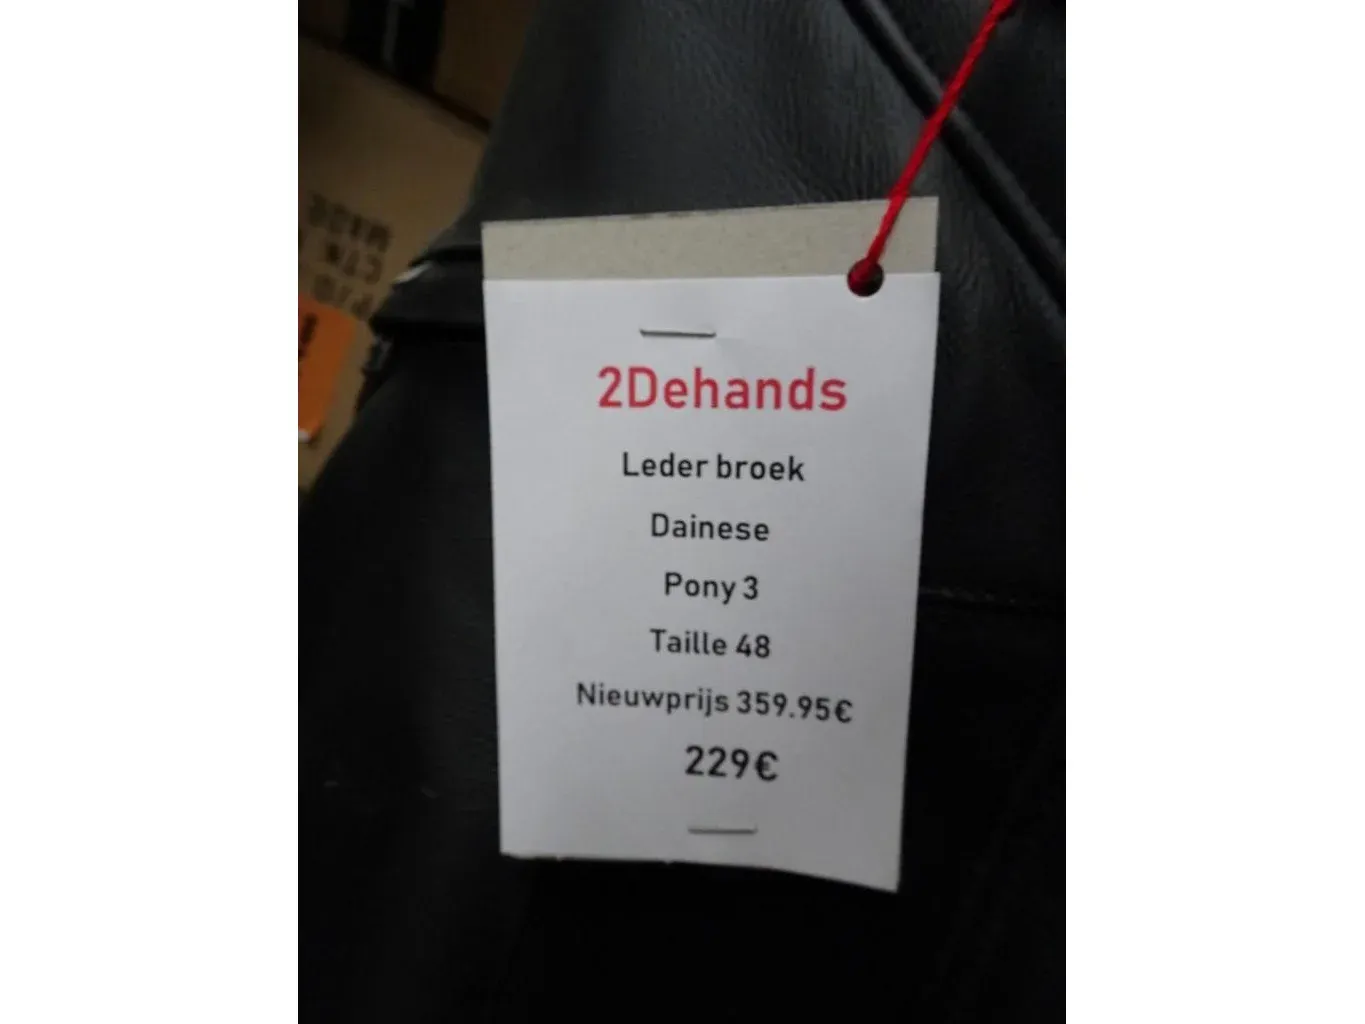 2Dehands
Leder broek
Dainese
Pony 3
Taille 48
Nieuwprijs 359.95€
229€